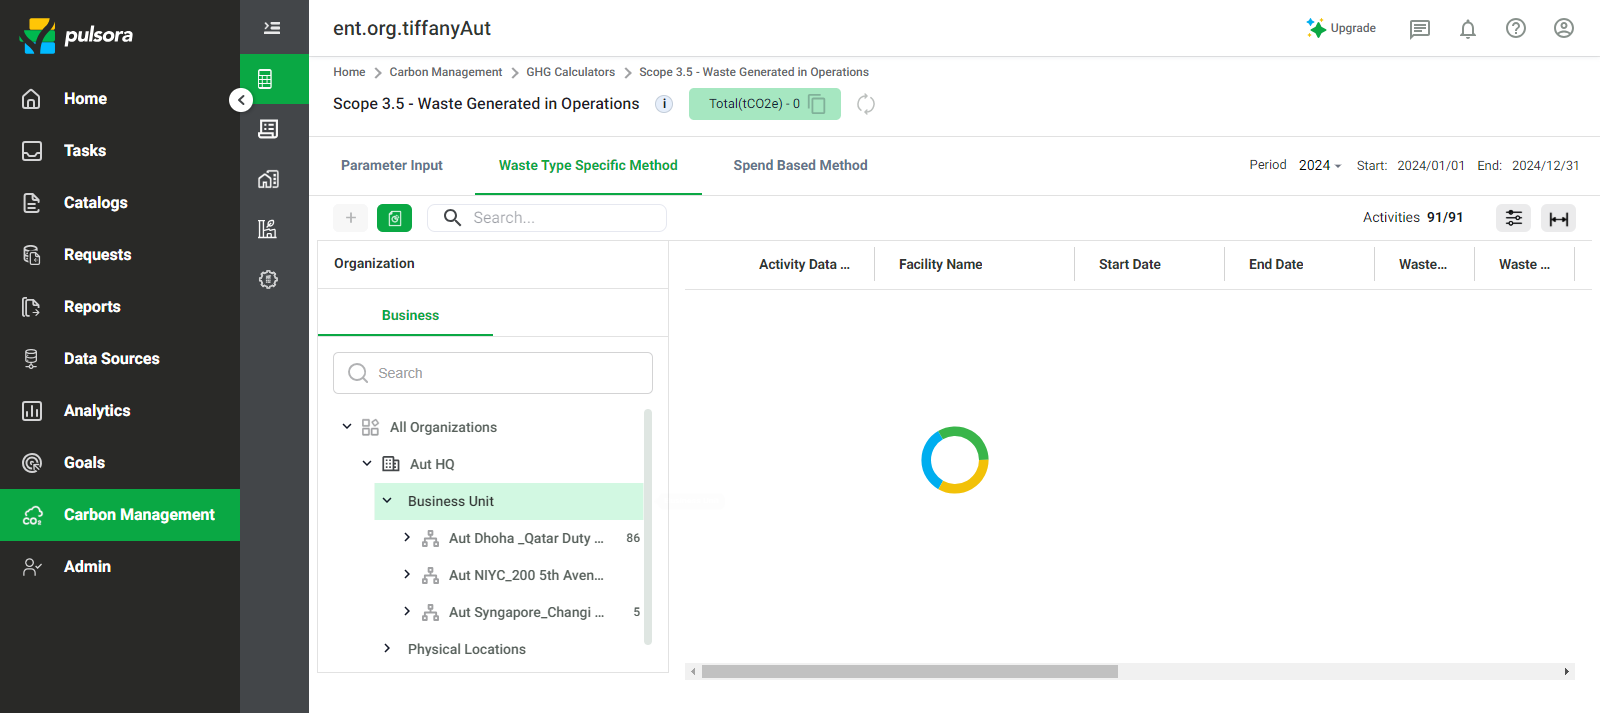 pulsora
Home
Tasks
Catalogs
Requests
Reports
Data Sources
Analytics
Goals
Carbon Management
Admin
ent.org.tiffanyAut
Upgrade
Home > Carbon Management > GHG Calculators > Scope 3.5 - Waste Generated in Operations
Scope 3.5 - Waste Generated in Operations i Total(tCO2e) - 0
Parameter Input Waste Type Specific Method Spend Based Method Period 2024 Start: 2024/01/01 End: 2024/12/31
+ Search... Activities 91/91
Organization
Business
Search
All Organizations
Aut HQ
Business Unit
Aut Dhoha _Qatar Duty ... 86
Aut NIYC_200 5th Aven...
Aut Syngapore_Changi ... 5
Physical Locations
Activity Data ... Facility Name Start Date End Date Waste... Waste ...